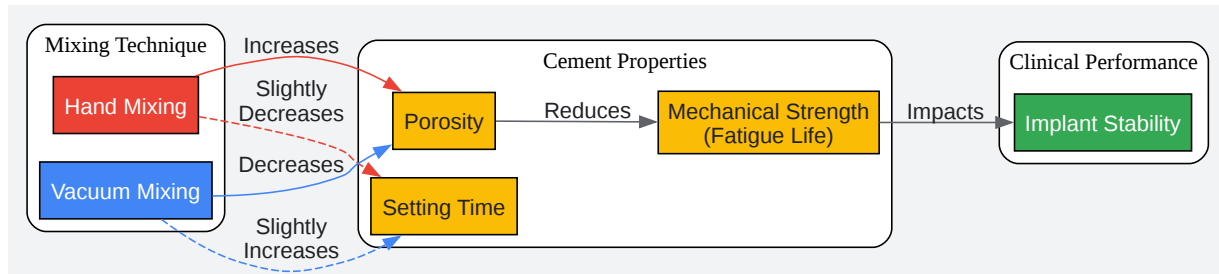 Mixing Technique
Hand Mixing
Vacuum Mixing
Increases
Slightly
Decreases
Decreases
Slightly
Increases
Cement Properties
Porosity
Setting Time
Reduces
Mechanical Strength
(Fatigue Life)
Impacts
Clinical Performance
Implant Stability